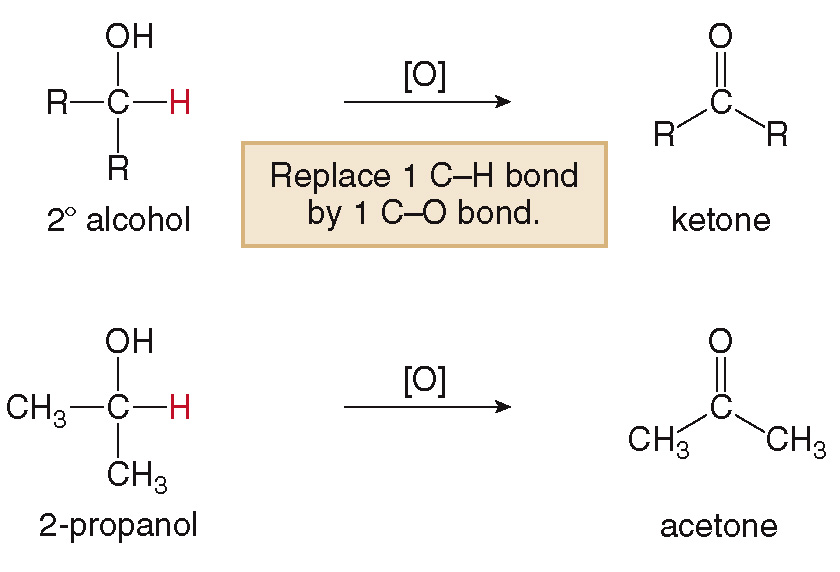 OH
R—C—H
R
2° alcohol
[O]
Replace 1 C–H bond
by 1 C–O bond.
O
C
R R
ketone
OH
CH₃—C—H
CH₃
2-propanol
[O]
O
C
CH₃ CH₃
acetone